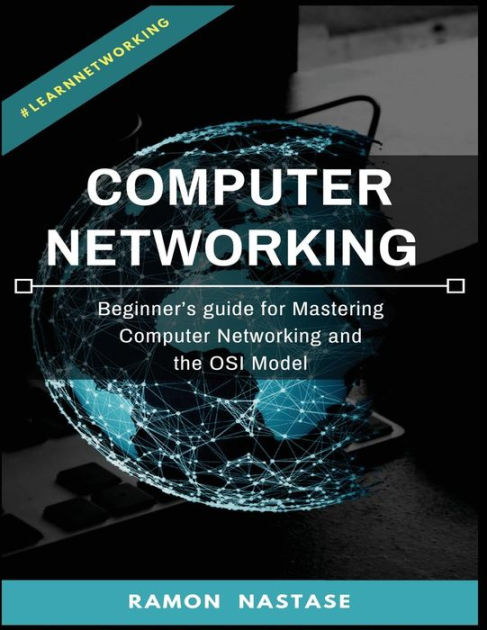 #LEARNNETWORKING
COMPUTER
NETWORKING
Beginner's guide for Mastering
Computer Networking and
the OSI Model
RAMON NASTASE